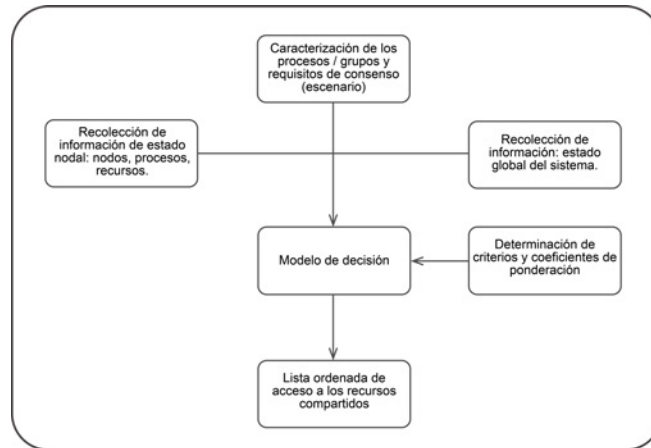 Caracterización de los
procesos / grupos y
requisitos de consenso
(escenario)
Recolección de
información de estado
nodal: nodos, procesos,
recursos.
Recolección de
información: estado
global del sistema.
Modelo de decisión
Determinación de
criterios y coeficientes de
ponderación
Lista ordenada de
acceso a los recursos
compartidos